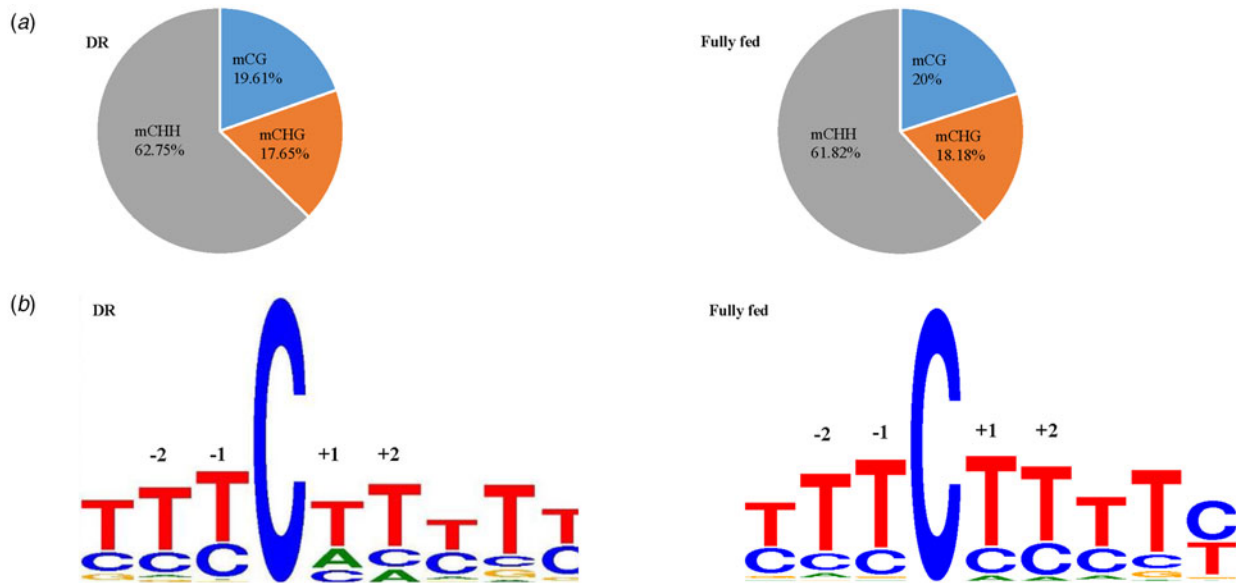 (a)
DR
mCG
19.61%
mCHH
62.75%
mCHG
17.65%
Fully fed
mCG
20%
mCHH
61.82%
mCHG
18.18%
(b)
DR
-2 -1 +1 +2
T T T C T T T T T
C C C A C C C C
C A
Fully fed
-2 -1 +1 +2
T T T C T T T T C
C C C C C C C T